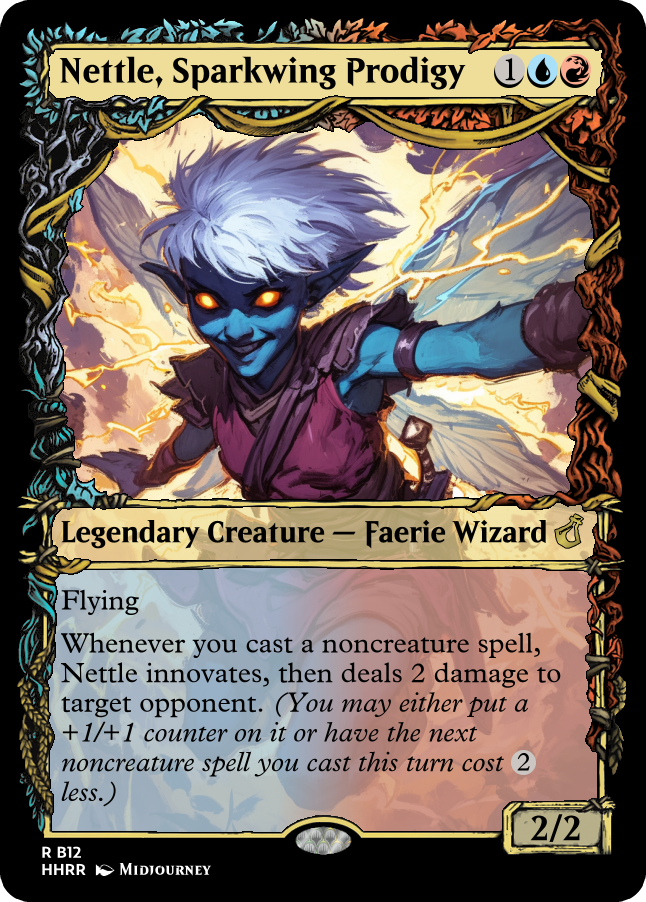 Nettle, Sparkwing Prodigy 1
Legendary Creature — Faerie Wizard
Flying
Whenever you cast a noncreature spell,
Nettle innovates, then deals 2 damage to
target opponent. (You may either put a
+1/+1 counter on it or have the next
noncreature spell you cast this turn cost 2
less.)
2/2
R B12
HHRR Midjourney